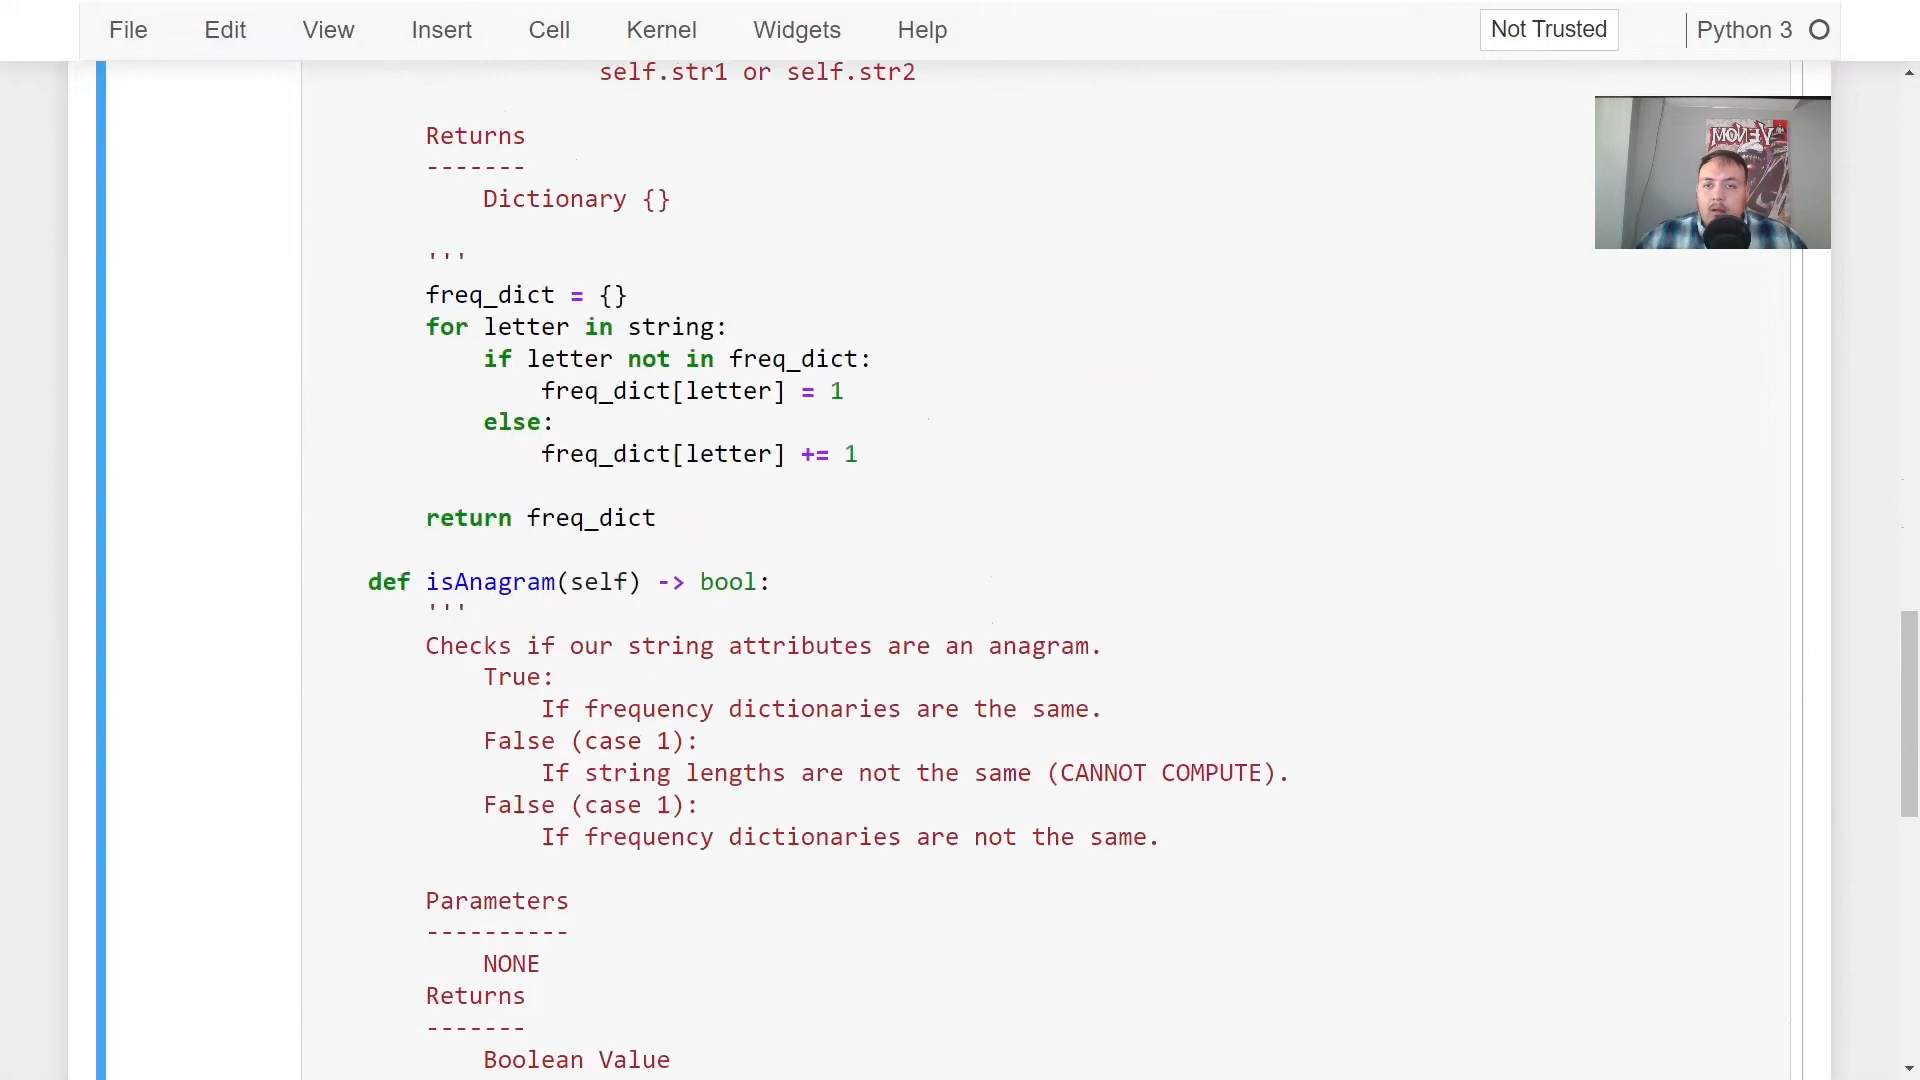 File Edit View Insert Cell Kernel Widgets Help Not Trusted Python 3
self.str1 or self.str2
VENOM
Returns
-------
Dictionary {}
'''
freq_dict = {}
for letter in string:
if letter not in freq_dict:
freq_dict[letter] = 1
else:
freq_dict[letter] += 1
return freq_dict
def isAnagram(self) -> bool:
'''
Checks if our string attributes are an anagram.
True:
If frequency dictionaries are the same.
False (case 1):
If string lengths are not the same (CANNOT COMPUTE).
False (case 1):
If frequency dictionaries are not the same.
Parameters
----------
NONE
Returns
-------
Boolean Value